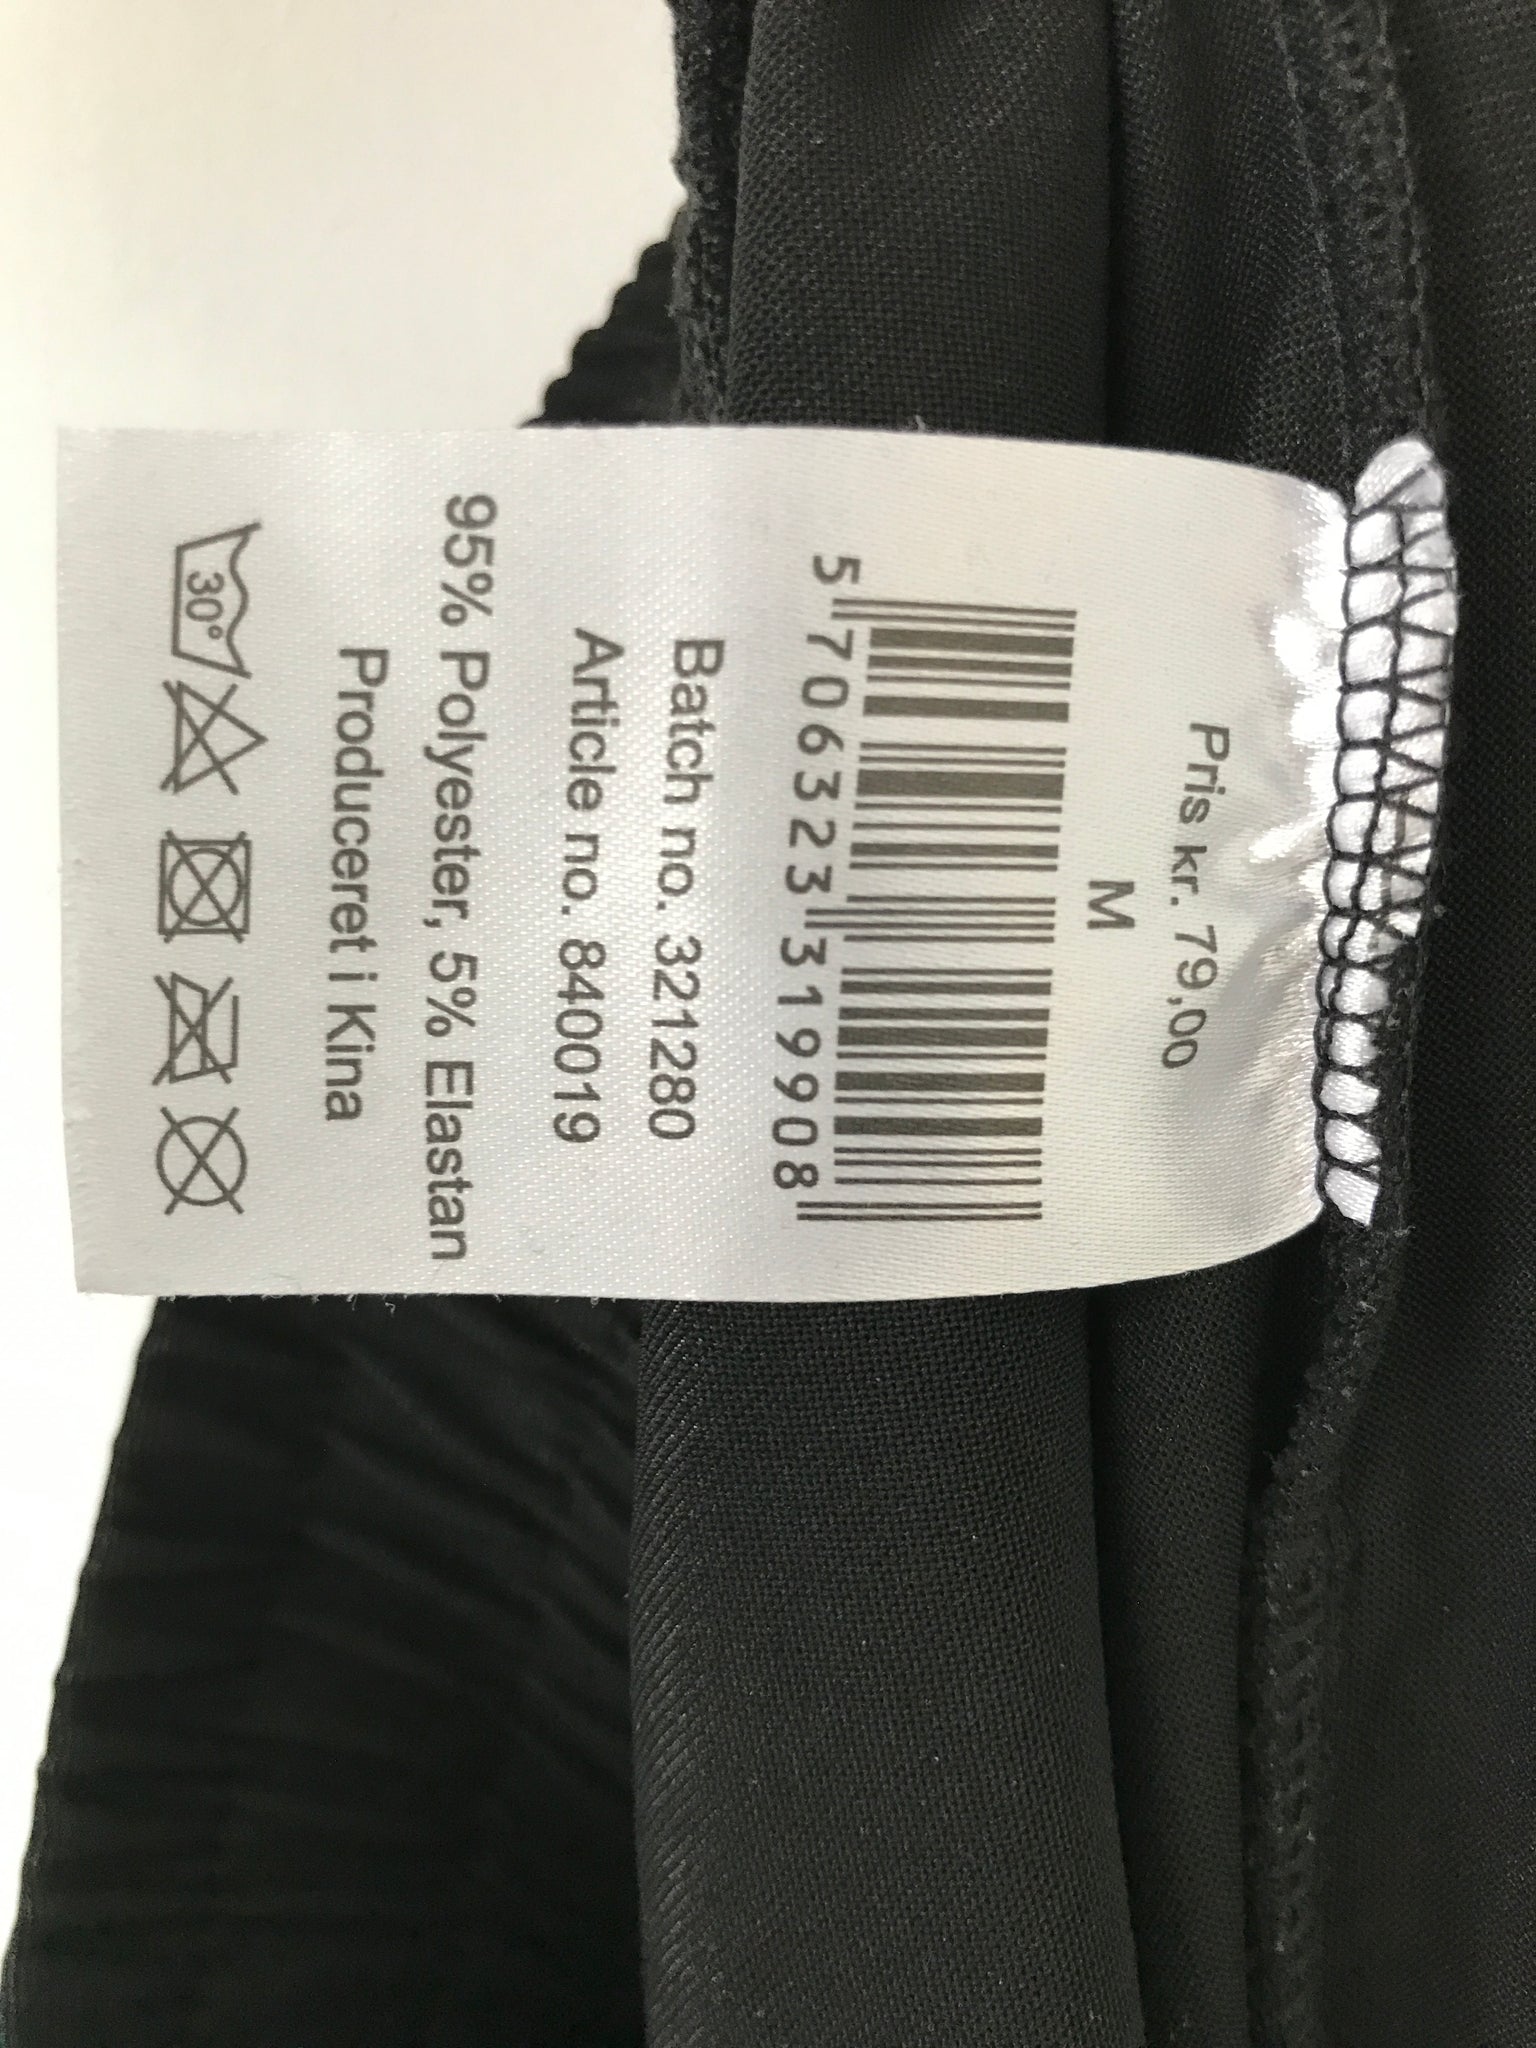 Pris kr. 79,00
M
5 706323 319908
Batch no. 321280
Article no. 840019
95% Polyester, 5% Elastan
Produceret i Kina
30°